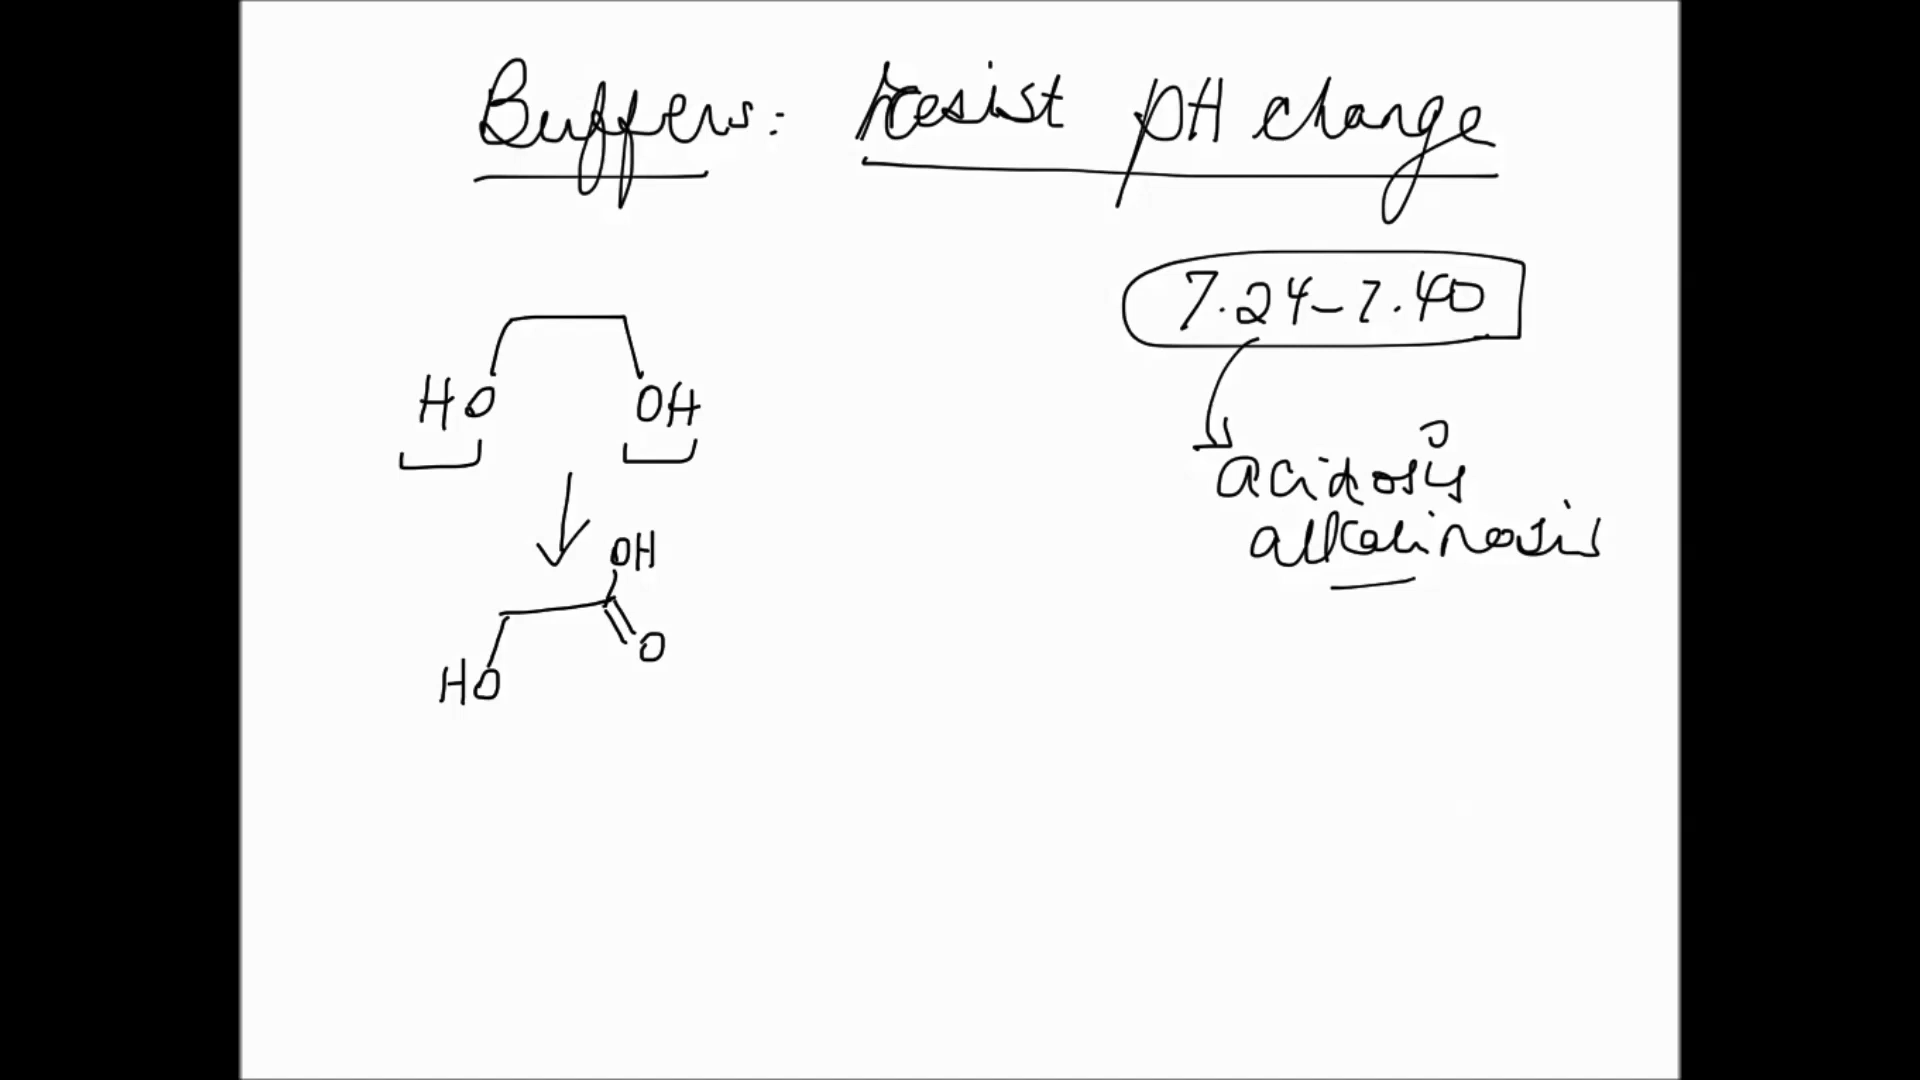 Buffers: resist pH change
7.24-7.40
HO OH
acidosis
alkalinosis
OH
O
HO